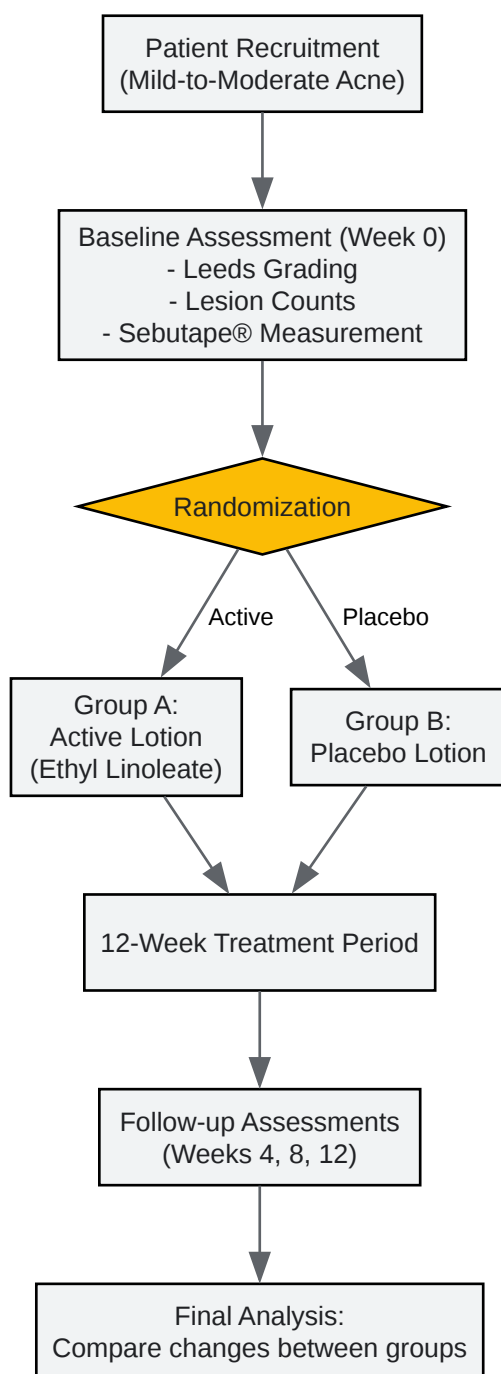 Patient Recruitment
(Mild-to-Moderate Acne)
Baseline Assessment (Week 0)
- Leeds Grading
- Lesion Counts
- Sebutape® Measurement
Randomization
Active
Placebo
Group A:
Active Lotion
(Ethyl Linoleate)
Group B:
Placebo Lotion
12-Week Treatment Period
Follow-up Assessments
(Weeks 4, 8, 12)
Final Analysis:
Compare changes between groups